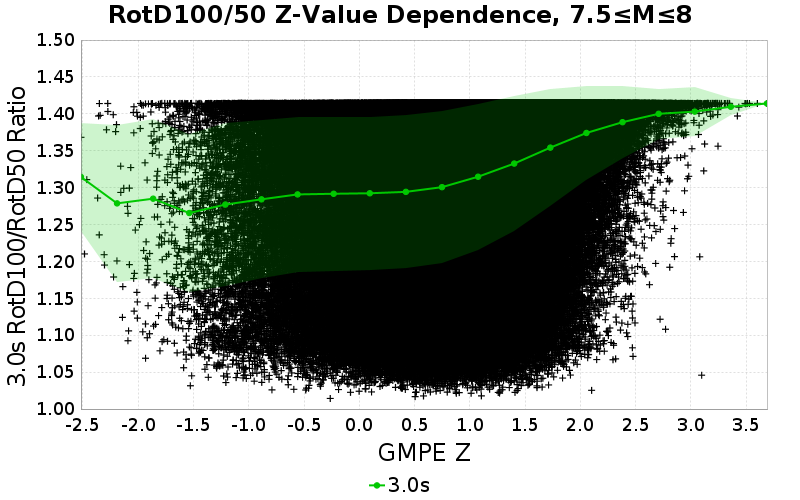 RotD100/50 Z-Value Dependence, 7.5≤M≤8
1.50
1.45
1.40
1.35
1.30
1.25
1.20
1.15
1.10
1.05
1.00
3.0s RotD100/RotD50 Ratio
-2.5 -2.0 -1.5 -1.0 -0.5 0.0 0.5 1.0 1.5 2.0 2.5 3.0 3.5
GMPE Z
3.0s